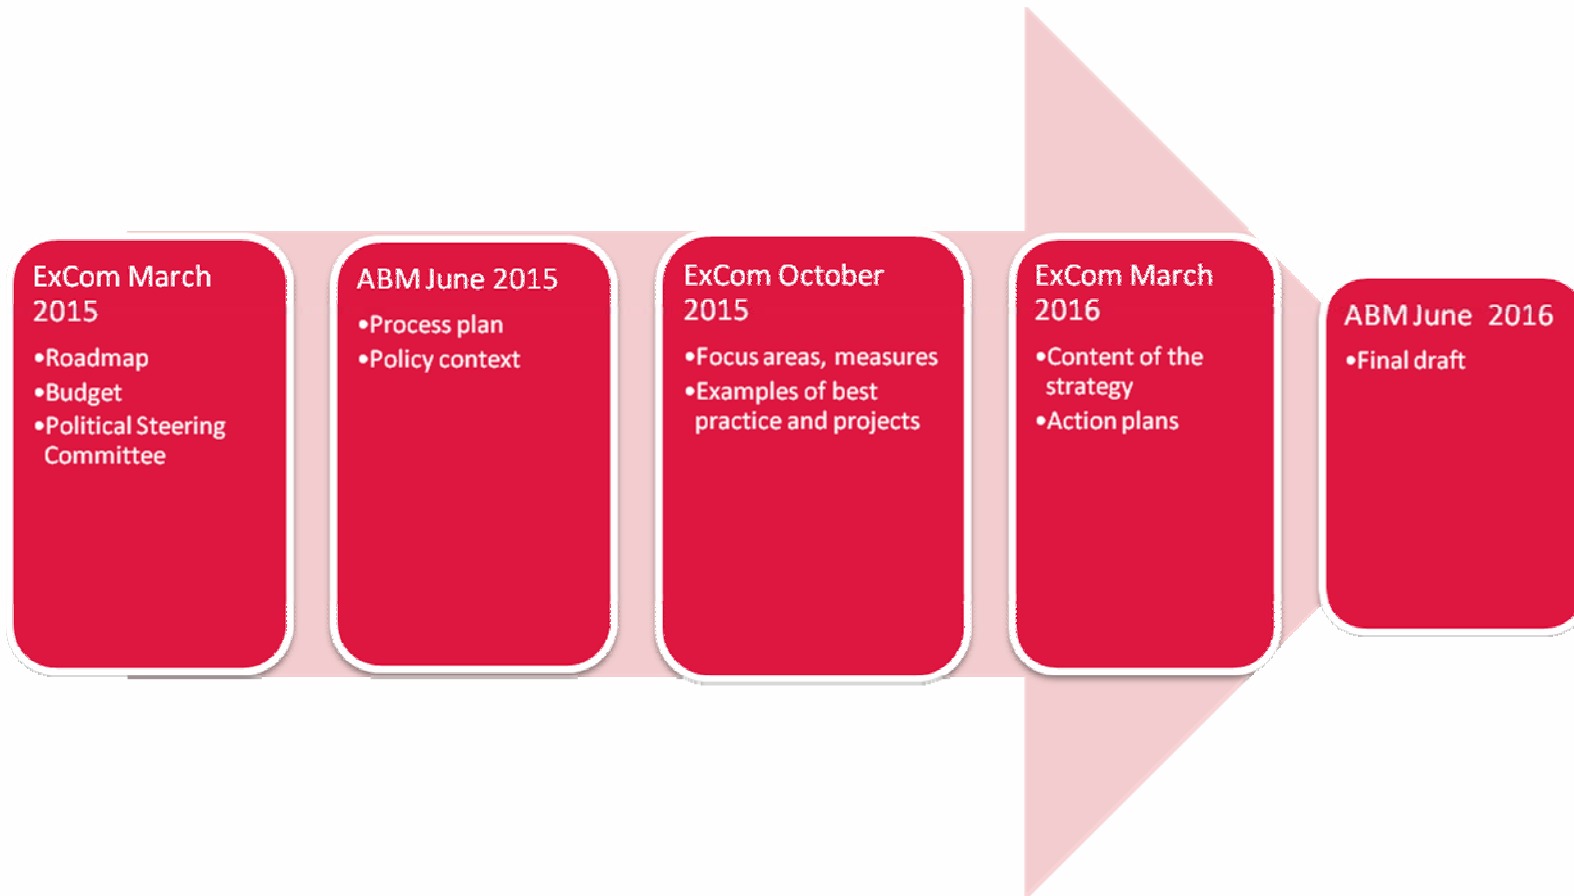 ExCom March
2015
•Roadmap
•Budget
•Political Steering
Committee
ABM June 2015
•Process plan
•Policy context
ExCom October
2015
•Focus areas, measures
•Examples of best
practice and projects
ExCom March
2016
•Content of the
strategy
•Action plans
ABM June 2016
•Final draft